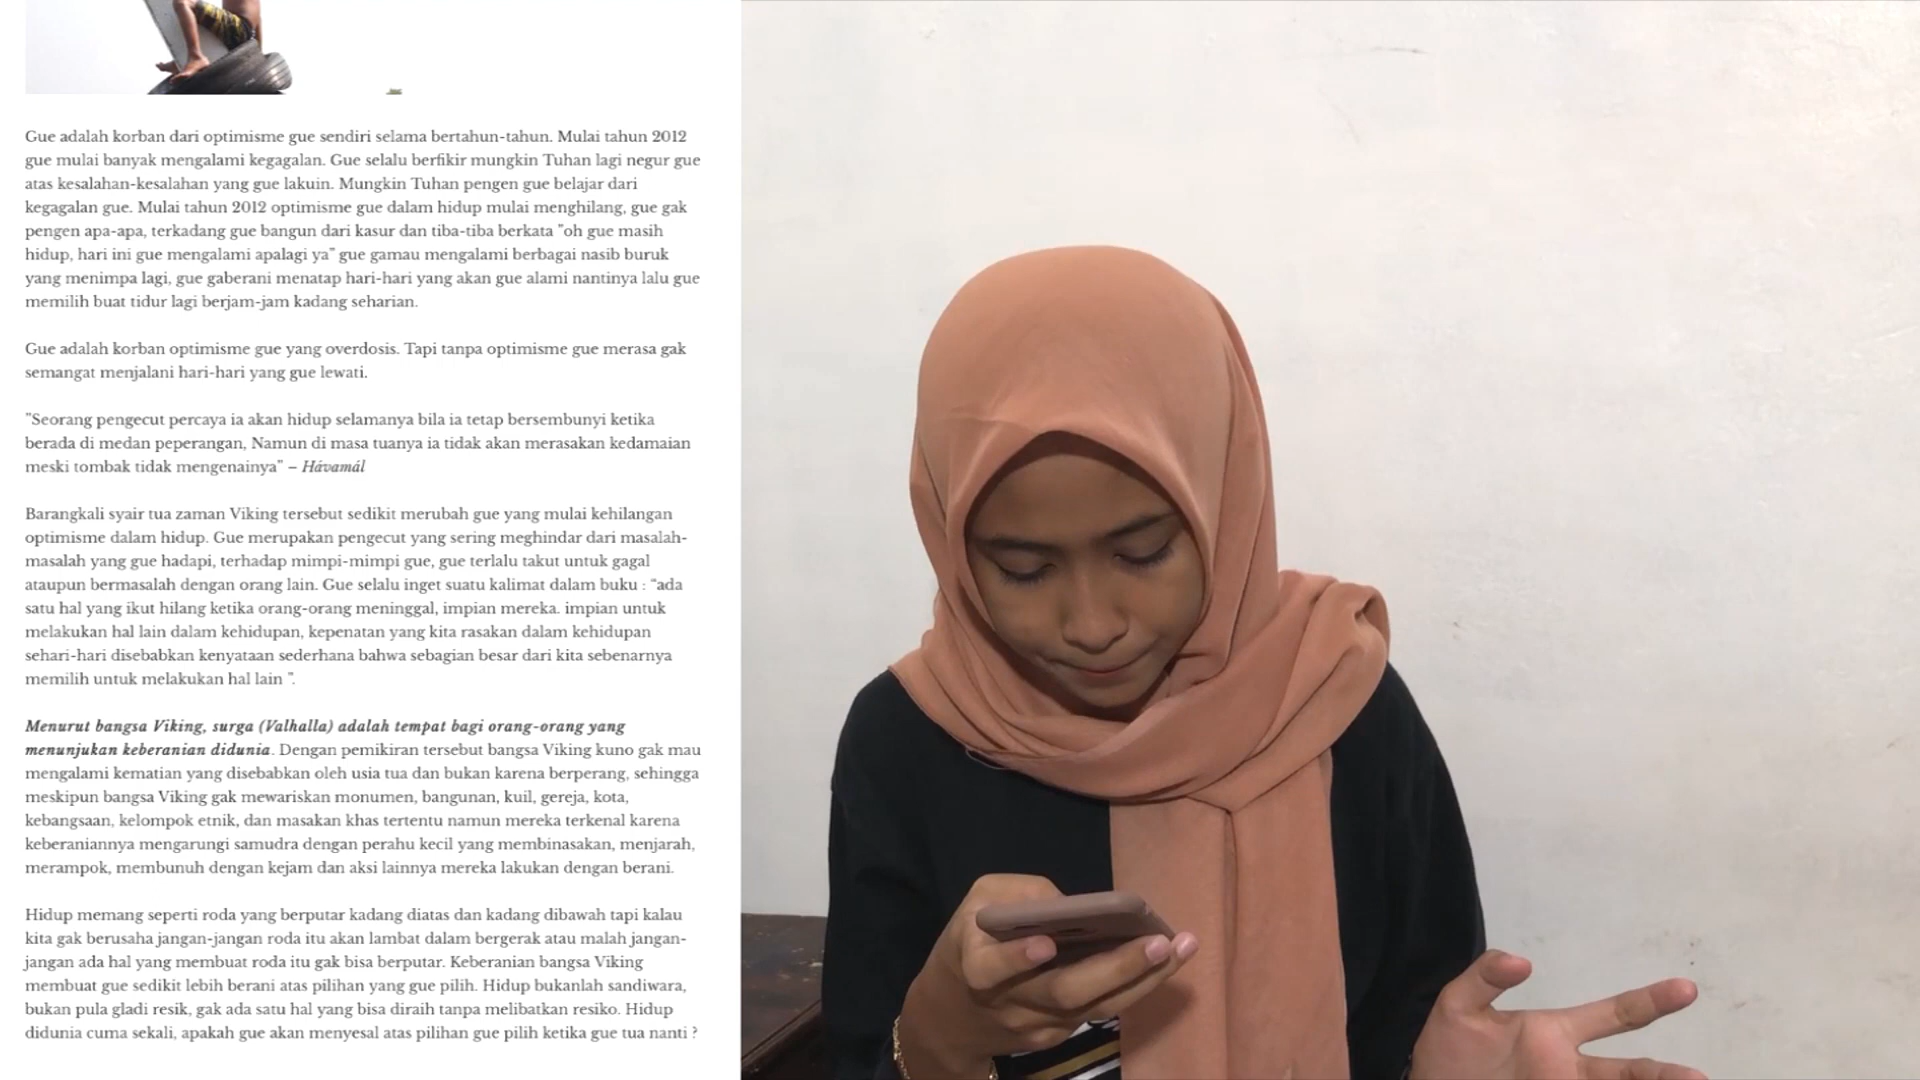 Gue adalah korban dari optimisme gue sendiri selama bertahun-tahun. Mulai tahun 2012
gue mulai banyak mengalami kegagalan. Gue selalu berfikir mungkin Tuhan lagi negur gue
atas kesalahan-kesalahan yang gue lakuin. Mungkin Tuhan pengen gue belajar dari
kegagalan gue. Mulai tahun 2012 optimisme gue dalam hidup mulai menghilang, gue gak
pengen apa-apa, terkadang gue bangun dari kasur dan tiba-tiba berkata "oh gue masih
hidup, hari ini gue mengalami apalagi ya" gue gamau mengalami berbagai nasib buruk
yang menimpa lagi, gue gaberani menatap hari-hari yang akan gue alami nantinya lalu gue
memilih buat tidur lagi berjam-jam kadang seharian.
Gue adalah korban optimisme gue yang overdosis. Tapi tanpa optimisme gue merasa gak
semangat menjalani hari-hari yang gue lewati.
"Seorang pengecut percaya ia akan hidup selamanya bila ia tetap bersembunyi ketika
berada di medan peperangan, Namun di masa tuanya ia tidak akan merasakan kedamaian
meski tombak tidak mengenainya" – Hávamál
Barangkali syair tua zaman Viking tersebut sedikit merubah gue yang mulai kehilangan
optimisme dalam hidup. Gue merupakan pengecut yang sering meghindar dari masalah-
masalah yang gue hadapi, terhadap mimpi-mimpi gue, gue terlalu takut untuk gagal
ataupun bermasalah dengan orang lain. Gue selalu inget suatu kalimat dalam buku : “ada
satu hal yang ikut hilang ketika orang-orang meninggal, impian mereka. impian untuk
melakukan hal lain dalam kehidupan, kepenatan yang kita rasakan dalam kehidupan
sehari-hari disebabkan kenyataan sederhana bahwa sebagian besar dari kita sebenarnya
memilih untuk melakukan hal lain ”.
Menurut bangsa Viking, surga (Valhalla) adalah tempat bagi orang-orang yang
menunjukan keberanian didunia. Dengan pemikiran tersebut bangsa Viking kuno gak mau
mengalami kematian yang disebabkan oleh usia tua dan bukan karena berperang, sehingga
meskipun bangsa Viking gak mewariskan monumen, bangunan, kuil, gereja, kota,
kebangsaan, kelompok etnik, dan masakan khas tertentu namun mereka terkenal karena
keberaniannya mengarungi samudra dengan perahu kecil yang membinasakan, menjarah,
merampok, membunuh dengan kejam dan aksi lainnya mereka lakukan dengan berani.
Hidup memang seperti roda yang berputar kadang diatas dan kadang dibawah tapi kalau
kita gak berusaha jangan-jangan roda itu akan lambat dalam bergerak atau malah jangan-
jangan ada hal yang membuat roda itu gak bisa berputar. Keberanian bangsa Viking
membuat gue sedikit lebih berani atas pilihan yang gue pilih. Hidup bukanlah sandiwara,
bukan pula gladi resik, gak ada satu hal yang bisa diraih tanpa melibatkan resiko. Hidup
didunia cuma sekali, apakah gue akan menyesal atas pilihan gue pilih ketika gue tua nanti ?